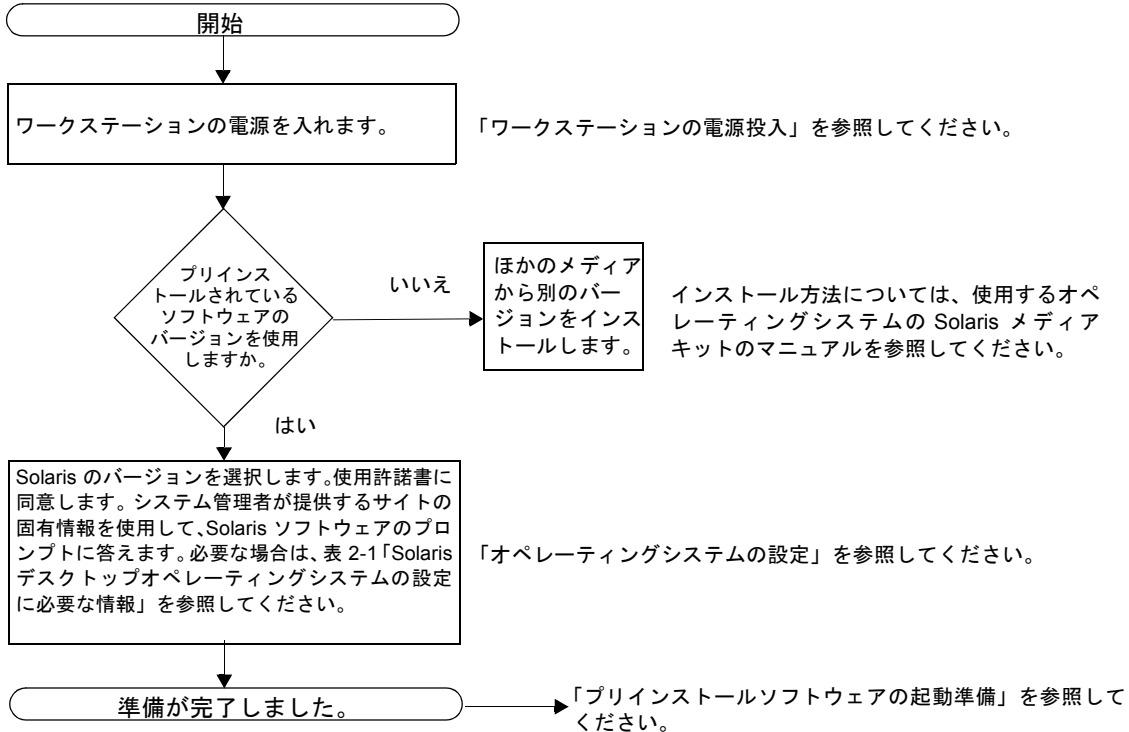 開始
ワークステーションの電源を入れます。
「ワークステーションの電源投入」を参照してください。
プリインス
トールされている
ソフトウェアの
バージョンを使用
しますか。
いいえ
ほかのメディア
から別のバー
ジョンをインス
トールします。
インストール方法については、使用するオペ
レーティングシステムの Solaris メディア
キットのマニュアルを参照してください。
はい
Solaris のバージョンを選択します。使用許諾書に
同意します。システム管理者が提供するサイトの
固有情報を使用して、Solaris ソフトウェアのプロ
ンプトに答えます。必要な場合は、表 2-1「Solaris
デスクトップオペレーティングシステムの設定
に必要な情報」を参照してください。
「オペレーティングシステムの設定」を参照してください。
準備が完了しました。
「プリインストールソフトウェアの起動準備」を参照して
ください。